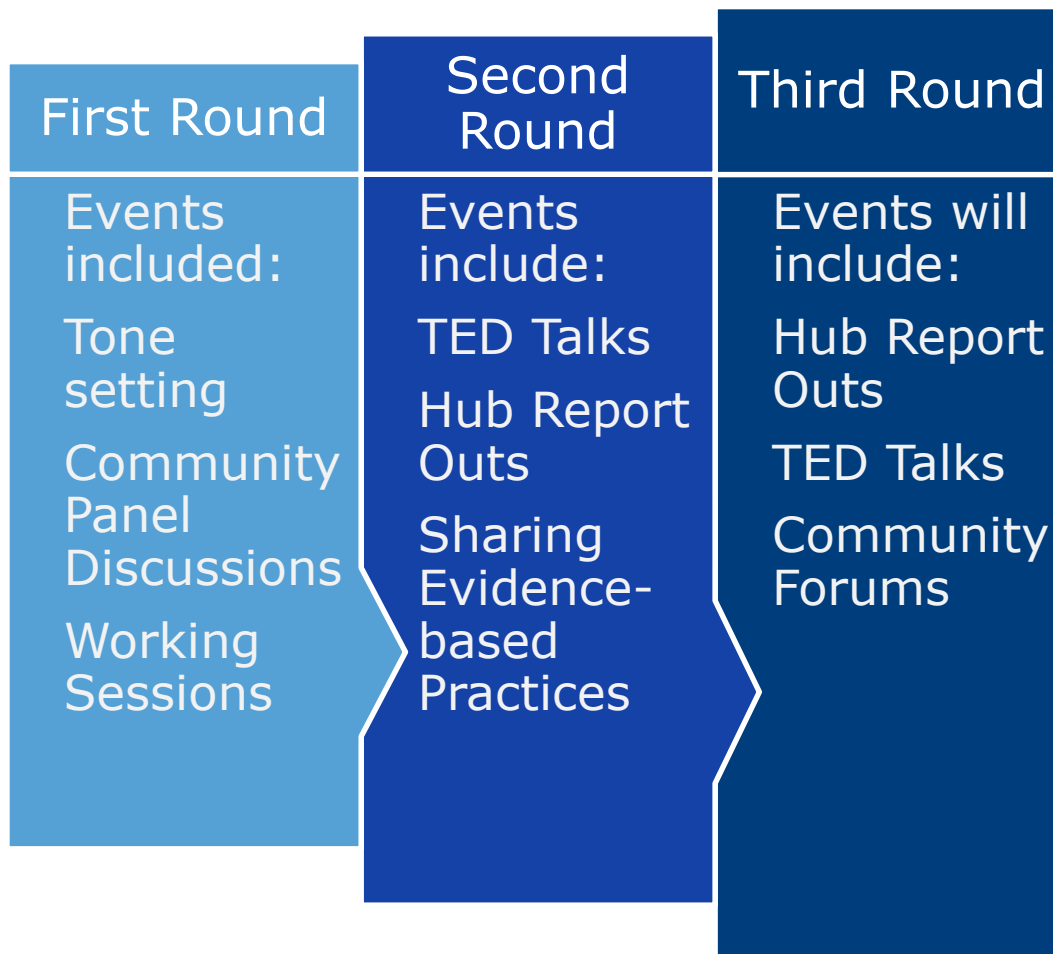 First Round
Events
included:
Tone
setting
Community
Panel
Discussions
Working
Sessions
Second
Round
Events
include:
TED Talks
Hub Report
Outs
Sharing
Evidence-
based
Practices
Third Round
Events will
include:
Hub Report
Outs
TED Talks
Community
Forums